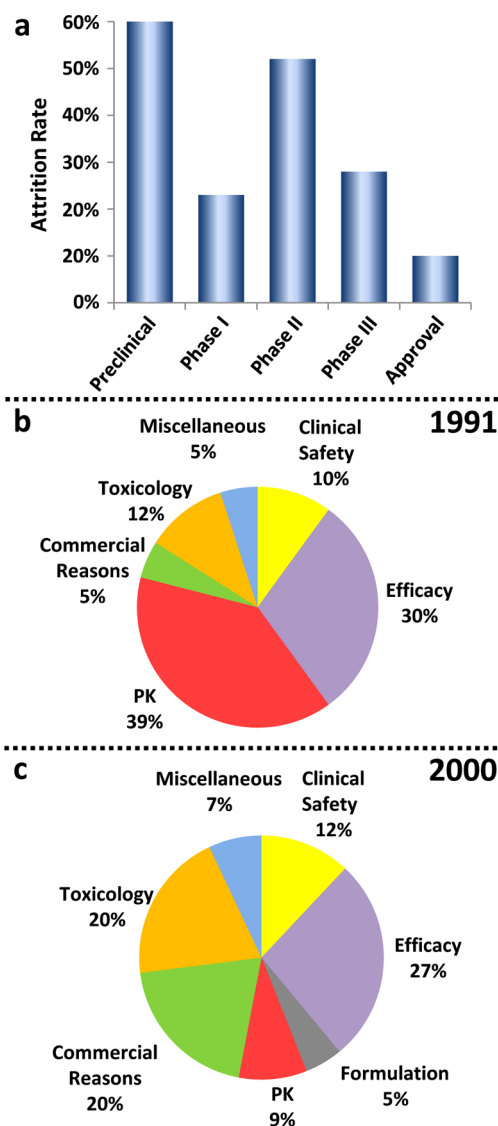 a
60%
50%
40%
30%
20%
20%
0%
Attrition Rate
Preclinical
Phase I
Phase II
Phase III
Approval
b
1991
Miscellaneous
5%
Clinical
Safety
10%
Toxicology
12%
Commercial
Reasons
5%
Efficacy
30%
PK
39%
c
2000
Miscellaneous
7%
Clinical
Safety
12%
Toxicology
20%
Efficacy
27%
Commercial
Reasons
20%
PK
9%
Formulation
5%